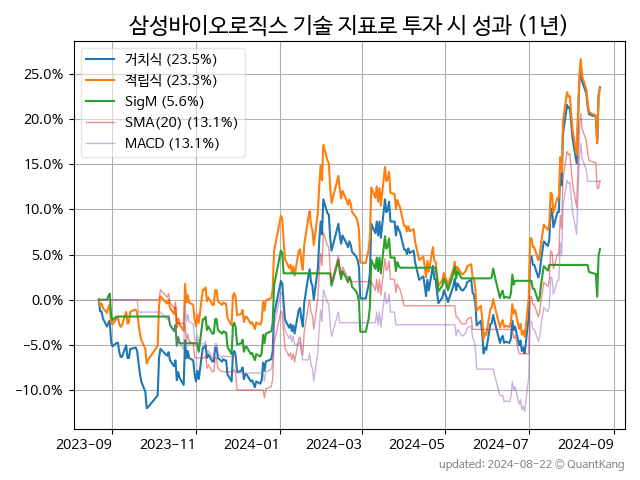 삼성바이오로직스 기술 지표로 투자 시 성과 (1년)
거치식 (23.5%)
적립식 (23.3%)
SigM (5.6%)
SMA(20) (13.1%)
MACD (13.1%)
25.0%
20.0%
15.0%
10.0%
5.0%
0.0%
-5.0%
-10.0%
2023-09 2023-11 2024-01 2024-03 2024-05 2024-07 2024-09
updated: 2024-08-22 © QuantKang